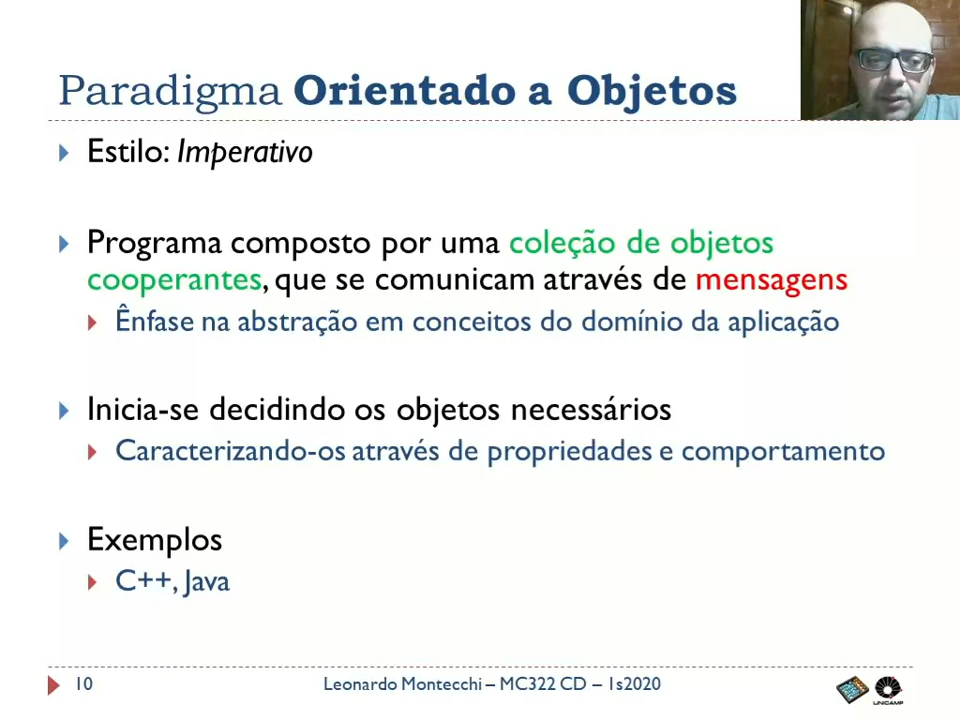 Paradigma Orientado a Objetos
Estilo: Imperativo
Programa composto por uma coleção de objetos
cooperantes, que se comunicam através de mensagens
Ênfase na abstração em conceitos do domínio da aplicação
Inicia-se decidindo os objetos necessários
Caracterizando-os através de propriedades e comportamento
Exemplos
C++, Java
10
Leonardo Montecchi – MC322 CD – 1s2020
UNICAMP